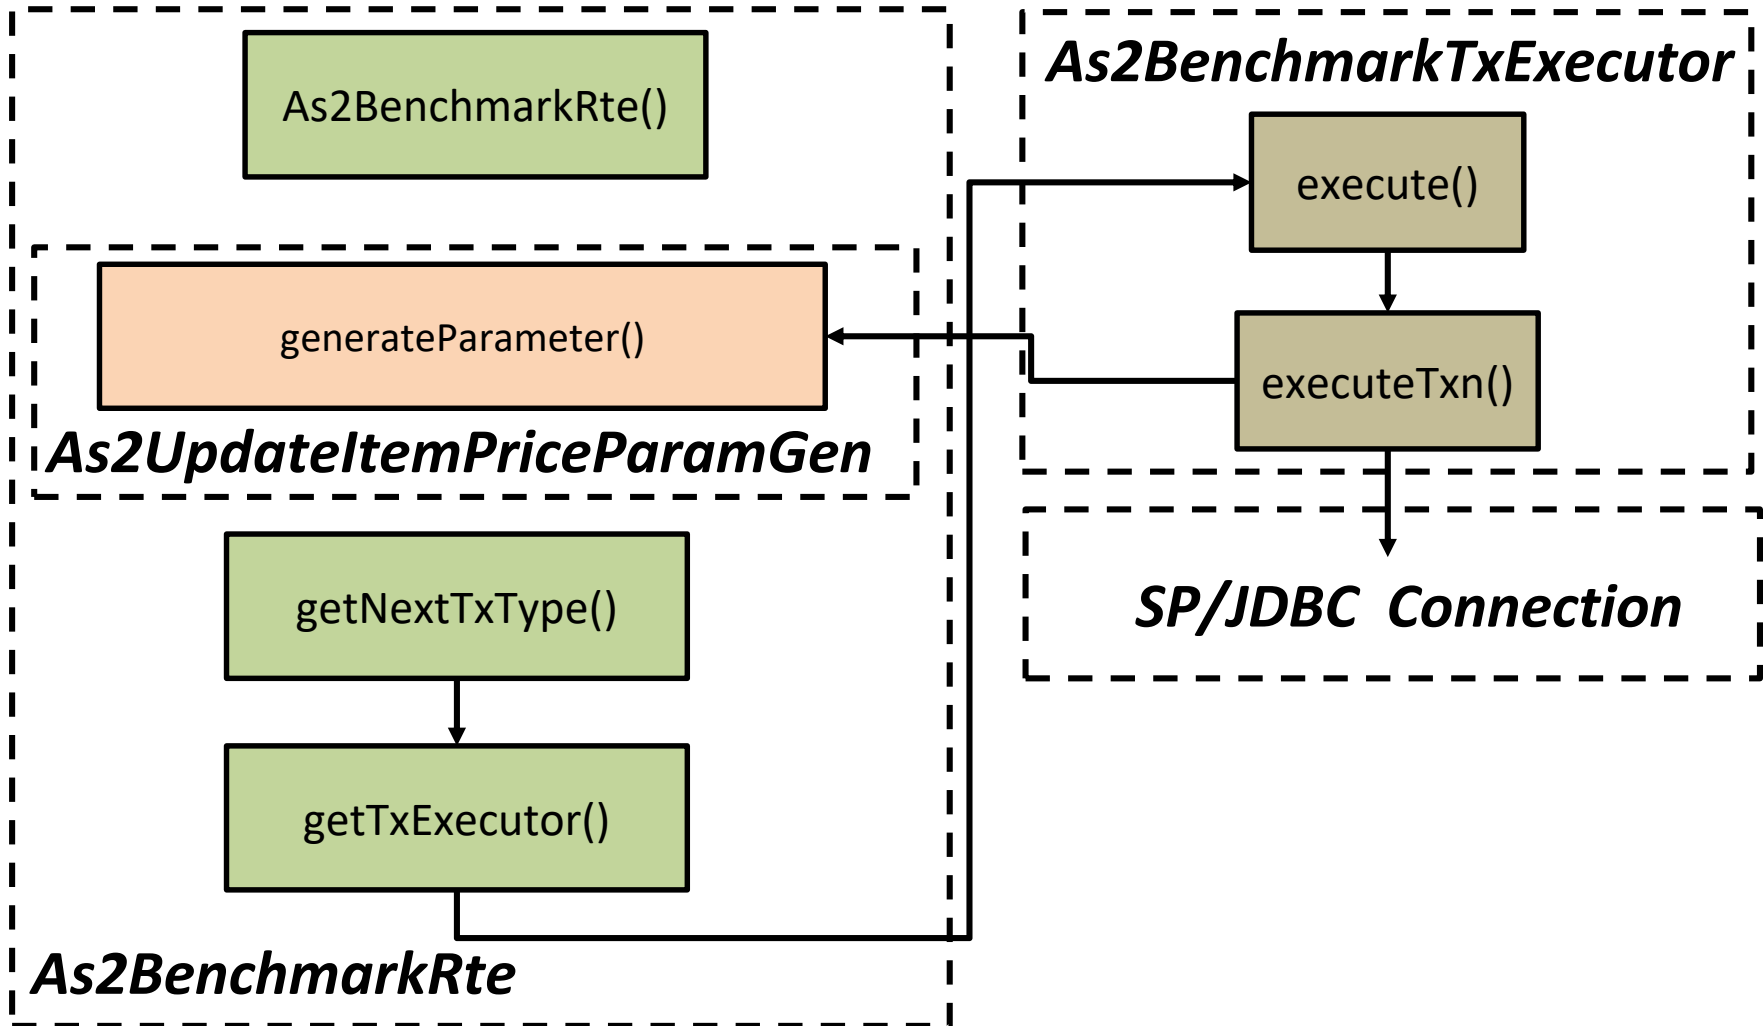 As2BenchmarkRte()
generateParameter()
As2UpdateItemPriceParamGen
getNextTxType()
getTxExecutor()
As2BenchmarkRte
As2BenchmarkTxExecutor
execute()
executeTxn()
SP/JDBC Connection